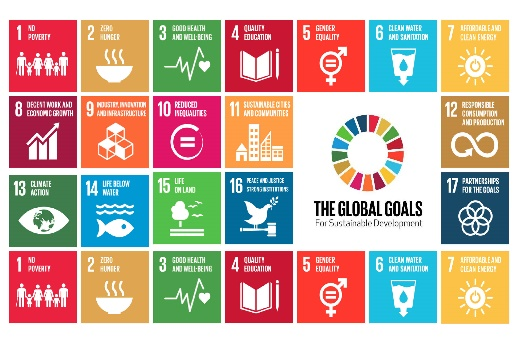 1 NO POVERTY
2 ZERO HUNGER
3 GOOD HEALTH AND WELL-BEING
4 QUALITY EDUCATION
5 GENDER EQUALITY
6 CLEAN WATER AND SANITATION
7 AFFORDABLE AND CLEAN ENERGY
8 DECENT WORK AND ECONOMIC GROWTH
9 INDUSTRY, INNOVATION AND INFRASTRUCTURE
10 REDUCED INEQUALITIES
11 SUSTAINABLE CITIES AND COMMUNITIES
12 RESPONSIBLE CONSUMPTION AND PRODUCTION
13 CLIMATE ACTION
14 LIFE BELOW WATER
15 LIFE ON LAND
16 PEACE AND JUSTICE STRONG INSTITUTIONS
THE GLOBAL GOALS
For Sustainable Development
17 PARTNERSHIPS FOR THE GOALS
1 NO POVERTY
2 ZERO HUNGER
3 GOOD HEALTH AND WELL-BEING
4 QUALITY EDUCATION
5 GENDER EQUALITY
6 CLEAN WATER AND SANITATION
7 AFFORDABLE AND CLEAN ENERGY